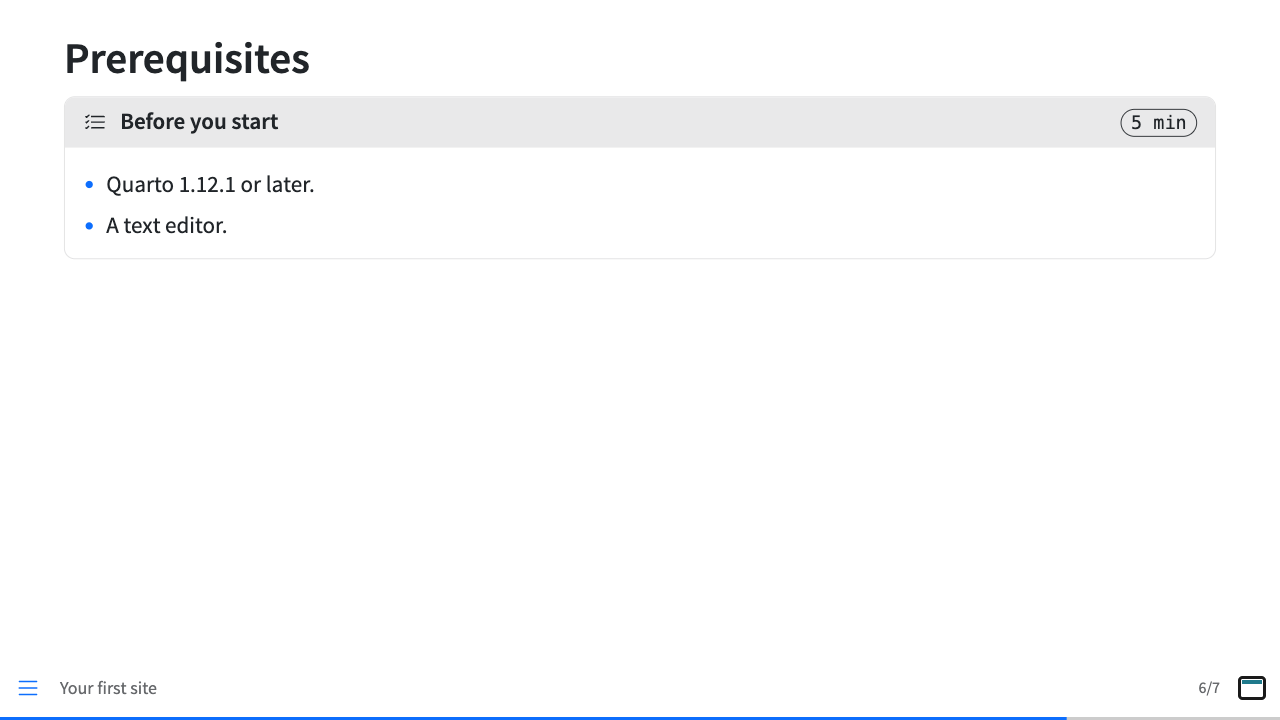 Prerequisites
Before you start
5 min
Quarto 1.12.1 or later.
A text editor.
Your first site
6/7